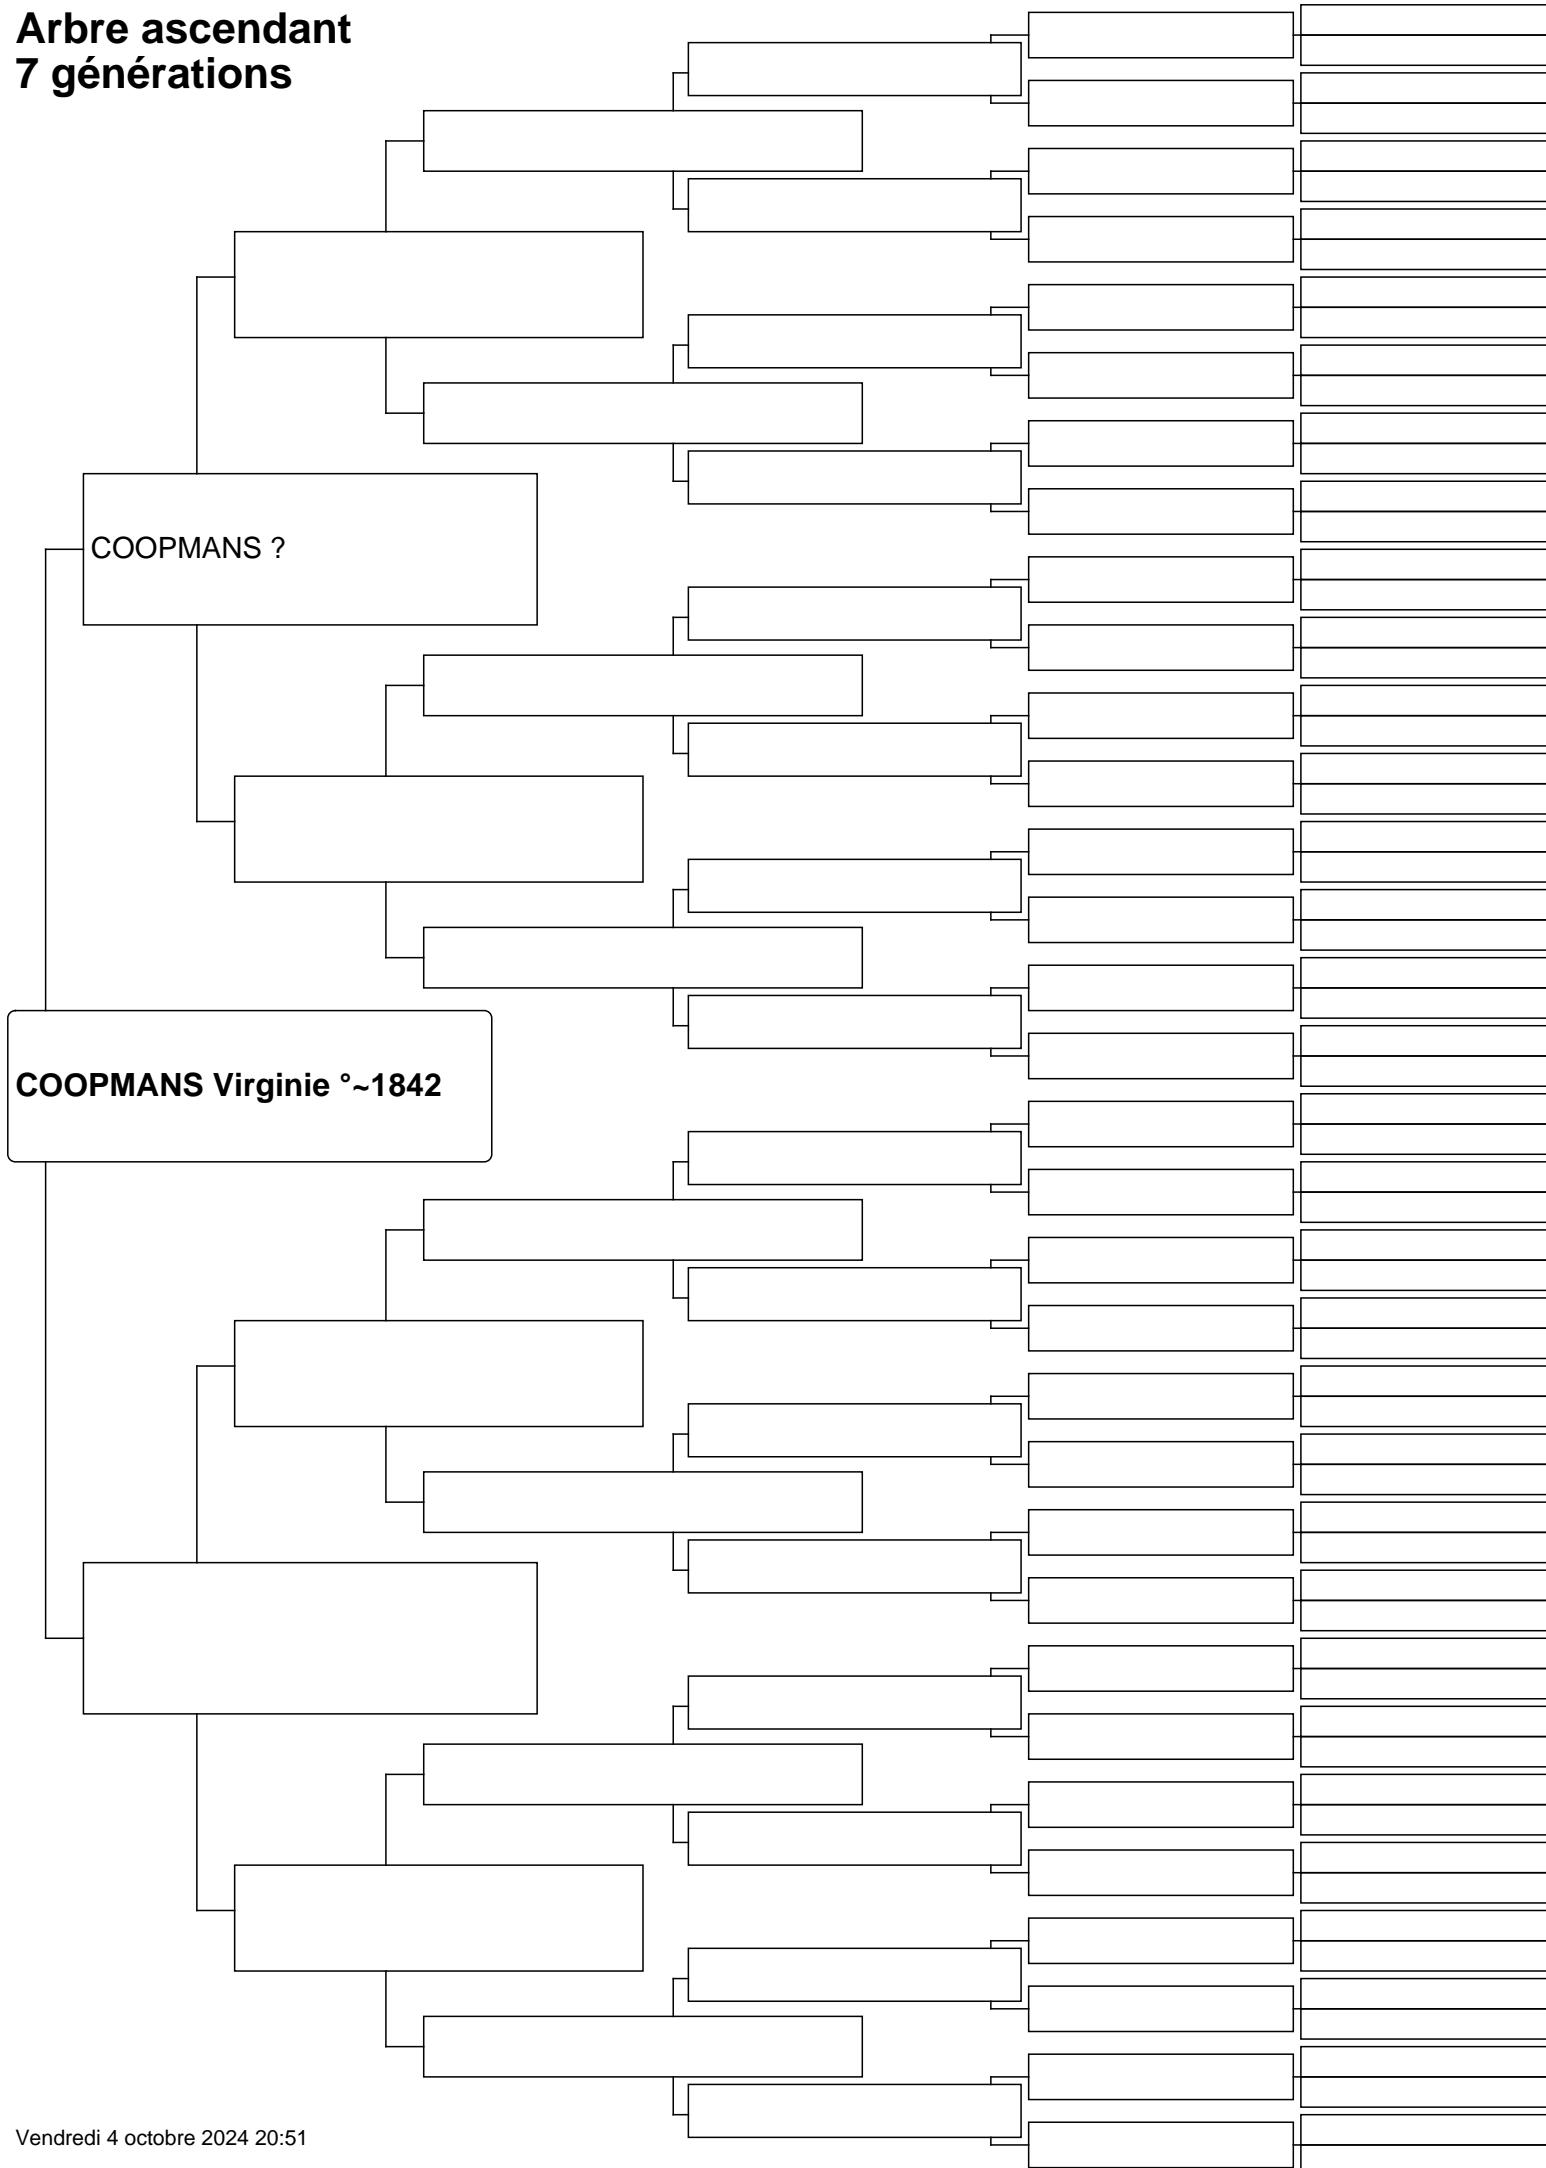 Arbre ascendant
7 générations
COOPMANS ?
COOPMANS Virginie °~1842
Vendredi 4 octobre 2024 20:51